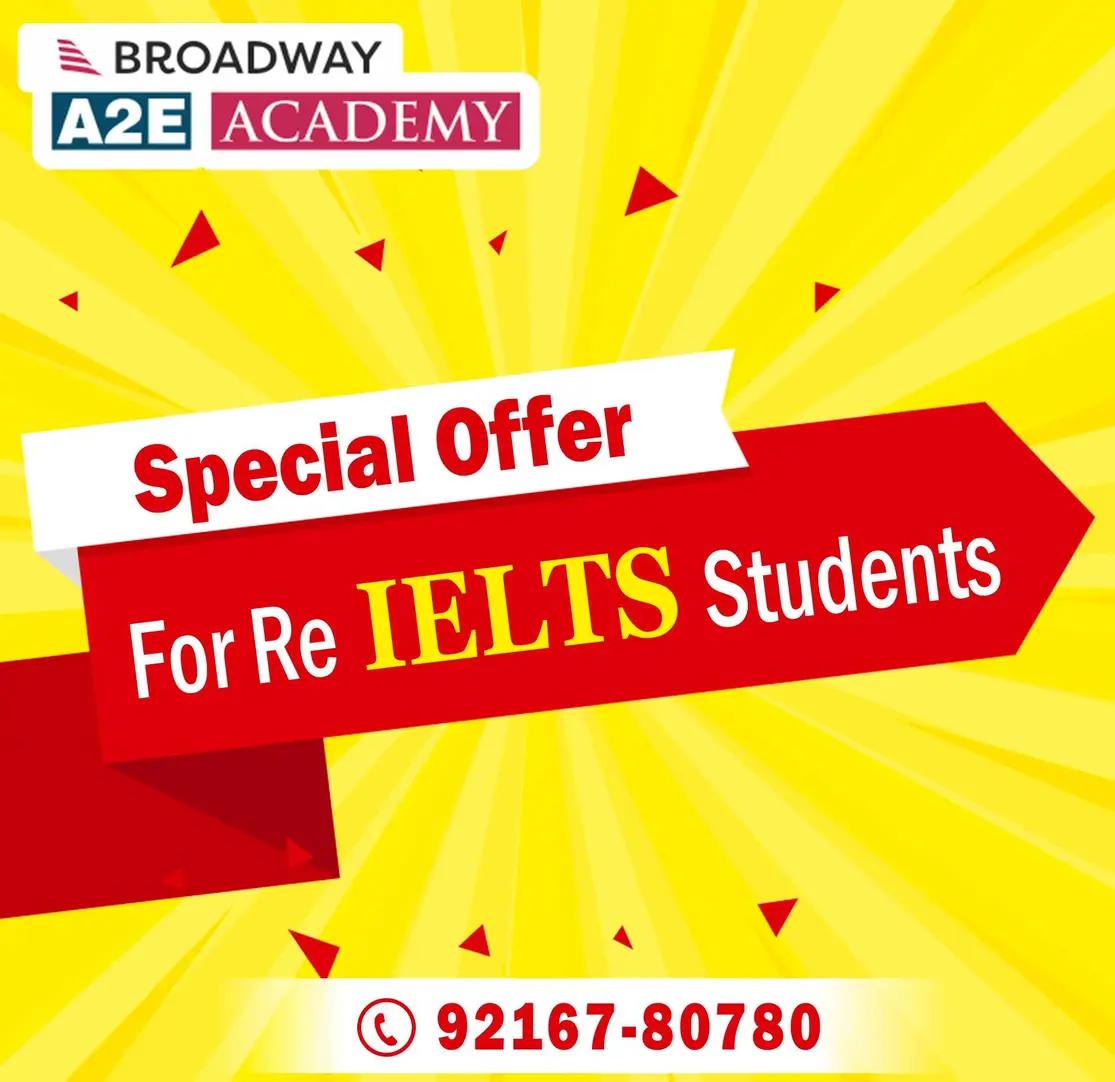 BROADWAY
A2E ACADEMY
Special Offer
For Re IELTS Students
92167-80780